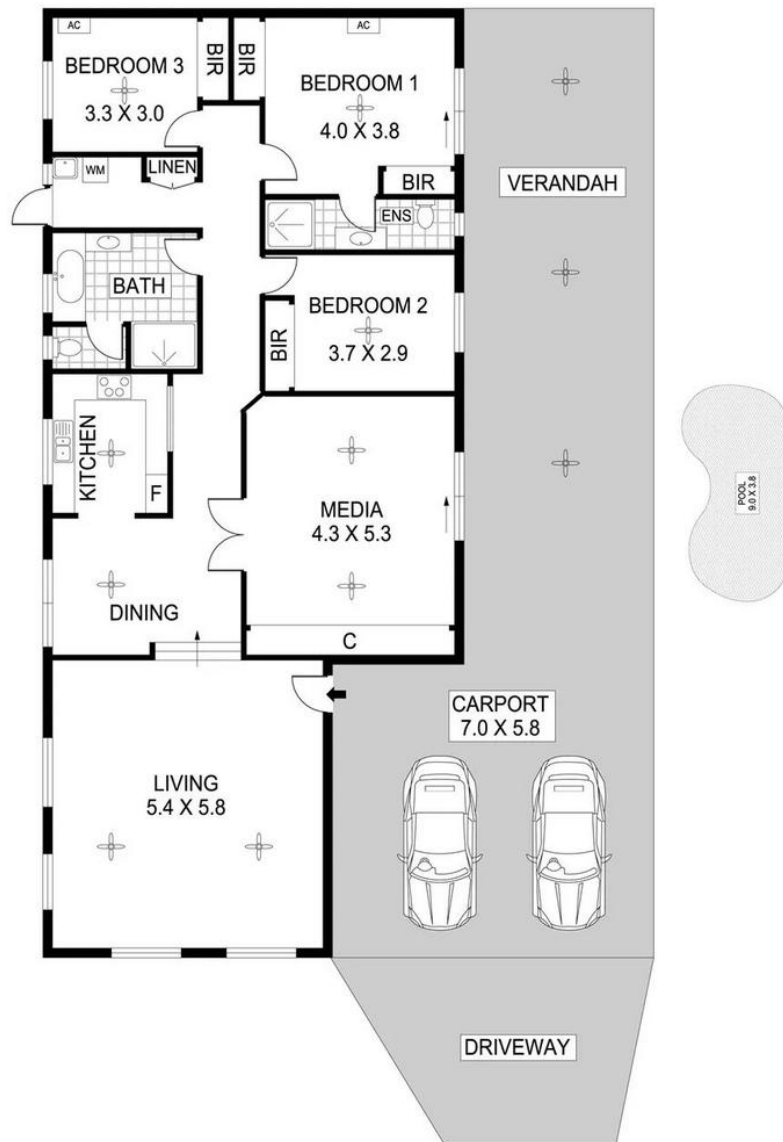 AC
BEDROOM 3
3.3 X 3.0
BIR
BIR
AC
BEDROOM 1
4.0 X 3.8
BIR
WM
LINEN
ENS
VERANDAH
BATH
BEDROOM 2
3.7 X 2.9
BIR
KITCHEN
F
MEDIA
4.3 X 5.3
C
POOL
9.0 X 3.8
DINING
CARPORT
7.0 X 5.8
LIVING
5.4 X 5.8
DRIVEWAY